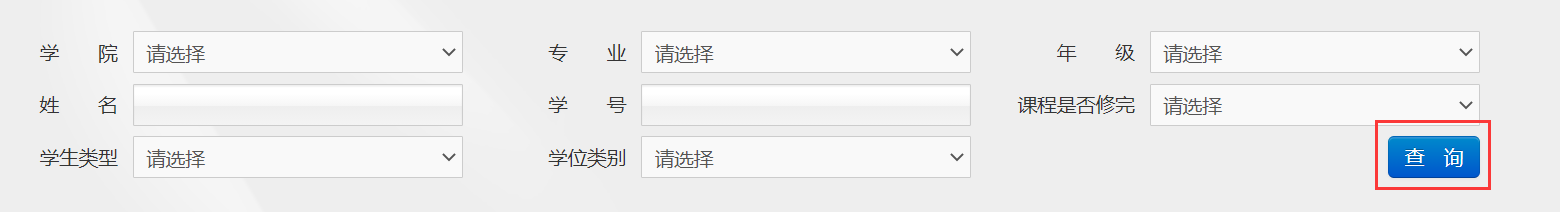 学 院 请选择 专 业 请选择 年 级 请选择
姓 名 学 号 课程是否修完 请选择
学生类型 请选择 学位类别 请选择 查 询